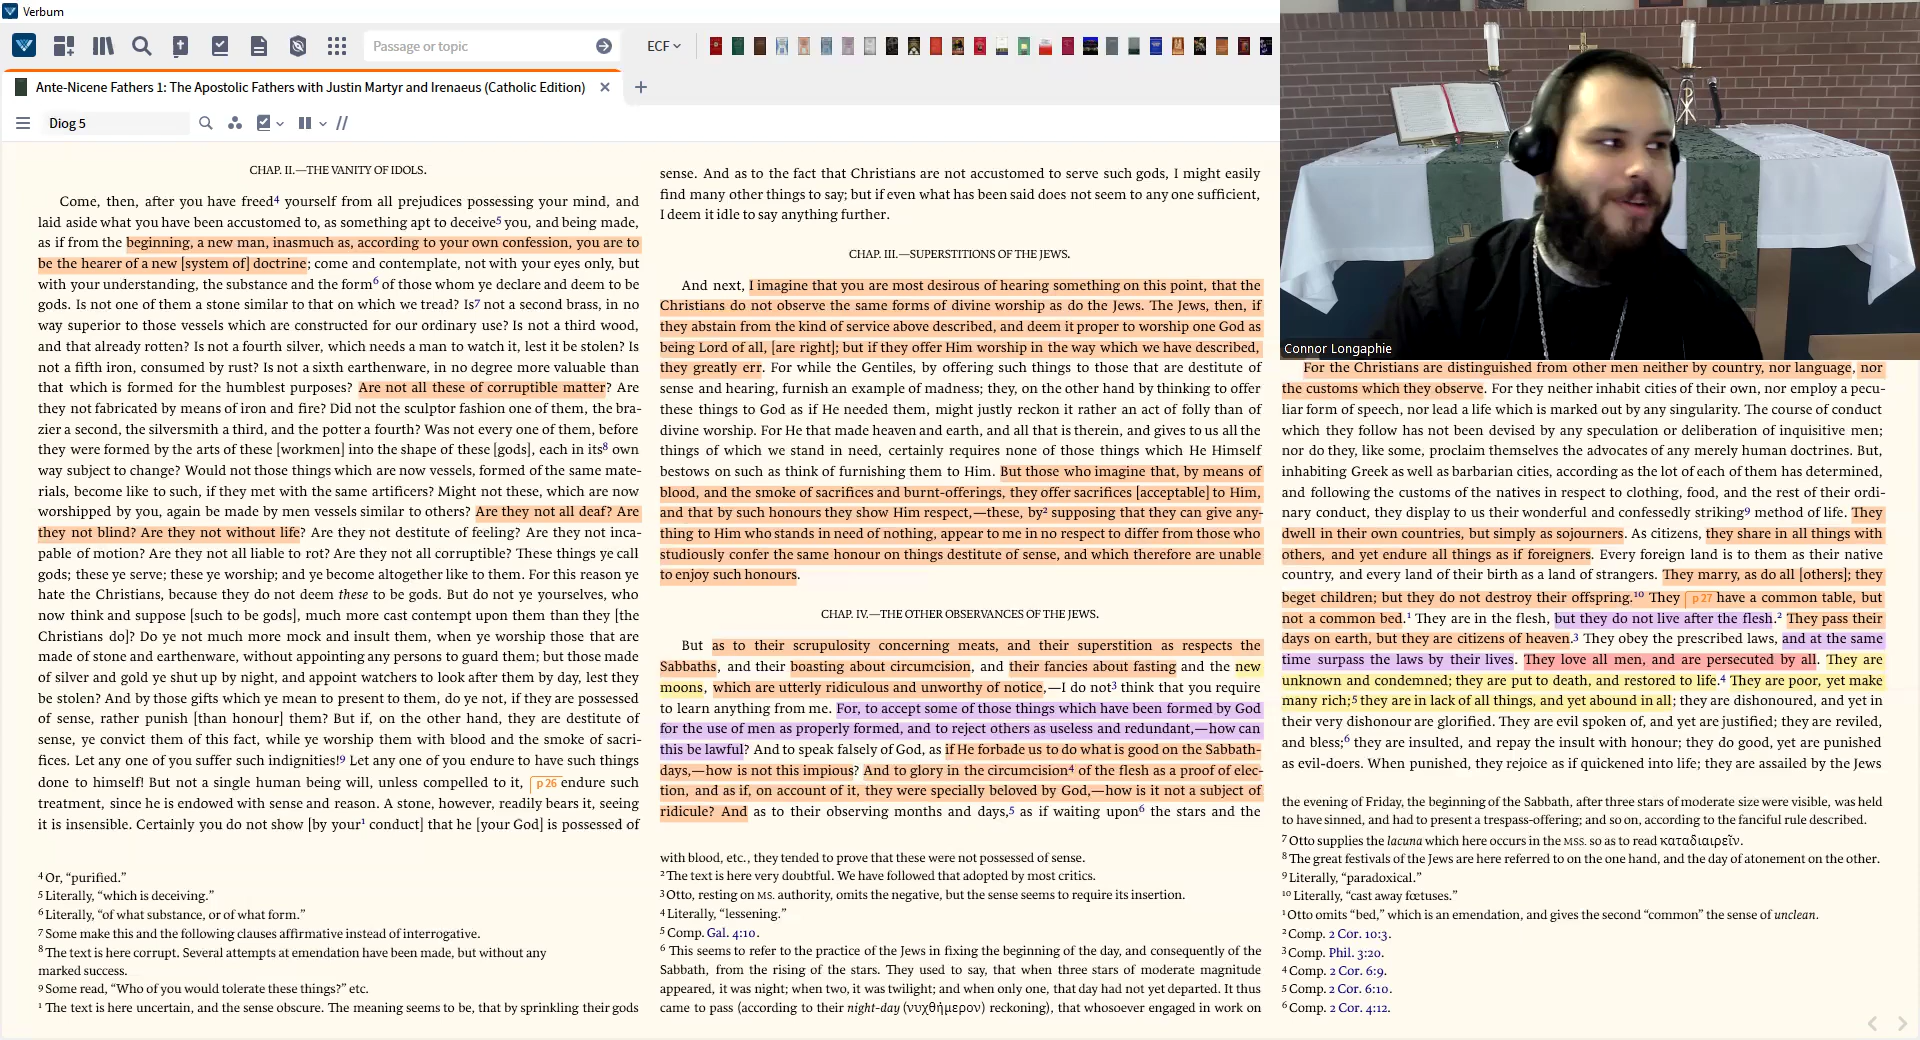 Verbum
Passage or topic
ECF
Ante-Nicene Fathers 1: The Apostolic Fathers with Justin Martyr and Irenaeus (Catholic Edition)
Diog 5
CHAP. II.—THE VANITY OF IDOLS.
Come, then, after you have freed4 yourself from all prejudices possessing your mind, and
laid aside what you have been accustomed to, as something apt to deceive5 you, and being made,
as if from the beginning, a new man, inasmuch as, according to your own confession, you are to
be the hearer of a new [system of] doctrine; come and contemplate, not with your eyes only, but
with your understanding, the substance and the form6 of those whom ye declare and deem to be
gods. Is not one of them a stone similar to that on which we tread? Is7 not a second brass, in no
way superior to those vessels which are constructed for our ordinary use? Is not a third wood,
and that already rotten? Is not a fourth silver, which needs a man to watch it, lest it be stolen? Is
not a fifth iron, consumed by rust? Is not a sixth earthenware, in no degree more valuable than
that which is formed for the humblest purposes? Are not all these of corruptible matter? Are
they not fabricated by means of iron and fire? Did not the sculptor fashion one of them, the bra-
zier a second, the silversmith a third, and the potter a fourth? Was not every one of them, before
they were formed by the arts of these [workmen] into the shape of these [gods], each in its8 own
way subject to change? Would not those things which are now vessels, formed of the same mate-
rials, become like to such, if they met with the same artificers? Might not these, which are now
worshipped by you, again be made by men vessels similar to others? Are they not all deaf? Are
they not blind? Are they not without life? Are they not destitute of feeling? Are they not inca-
pable of motion? Are they not all liable to rot? Are they not all corruptible? These things ye call
gods; these ye serve; these ye worship; and ye become altogether like to them. For this reason ye
hate the Christians, because they do not deem these to be gods. But do not ye yourselves, who
now think and suppose [such to be gods], much more cast contempt upon them than they [the
Christians do]? Do ye not much more mock and insult them, when ye worship those that are
made of stone and earthenware, without appointing any persons to guard them; but those made
of silver and gold ye shut up by night, and appoint watchers to look after them by day, lest they
be stolen? And by those gifts which ye mean to present to them, do ye not, if they are possessed
of sense, rather punish [than honour] them? But if, on the other hand, they are destitute of
sense, ye convict them of this fact, while ye worship them with blood and the smoke of sacri-
fices. Let any one of you suffer such indignities!9 Let any one of you endure to have such things
done to himself! But not a single human being will, unless compelled to it, p 26 endure such
treatment, since he is endowed with sense and reason. A stone, however, readily bears it, seeing
it is insensible. Certainly you do not show [by your1 conduct] that he [your God] is possessed of
4 Or, “purified.”
5 Literally, “which is deceiving.”
6 Literally, “of what substance, or of what form.”
7 Some make this and the following clauses affirmative instead of interrogative.
8 The text is here corrupt. Several attempts at emendation have been made, but without any
marked success.
9 Some read, “Who of you would tolerate these things?” etc.
1 The text is here uncertain, and the sense obscure. The meaning seems to be, that by sprinkling their gods
sense. And as to the fact that Christians are not accustomed to serve such gods, I might easily
find many other things to say; but if even what has been said does not seem to any one sufficient,
I deem it idle to say anything further.
CHAP. III.—SUPERSTITIONS OF THE JEWS.
And next, I imagine that you are most desirous of hearing something on this point, that the
Christians do not observe the same forms of divine worship as do the Jews. The Jews, then, if
they abstain from the kind of service above described, and deem it proper to worship one God as
being Lord of all, [are right]; but if they offer Him worship in the way which we have described,
they greatly err. For while the Gentiles, by offering such things to those that are destitute of
sense and hearing, furnish an example of madness; they, on the other hand by thinking to offer
these things to God as if He needed them, might justly reckon it rather an act of folly than of
divine worship. For He that made heaven and earth, and all that is therein, and gives to us all the
things of which we stand in need, certainly requires none of those things which He Himself
bestows on such as think of furnishing them to Him. But those who imagine that, by means of
blood, and the smoke of sacrifices and burnt-offerings, they offer sacrifices [acceptable] to Him,
and that by such honours they show Him respect,—these, by2 supposing that they can give any-
thing to Him who stands in need of nothing, appear to me in no respect to differ from those who
studiously confer the same honour on things destitute of sense, and which therefore are unable
to enjoy such honours.
CHAP. IV.—THE OTHER OBSERVANCES OF THE JEWS.
But as to their scrupulosity concerning meats, and their superstition as respects the
Sabbaths, and their boasting about circumcision, and their fancies about fasting and the new
moons, which are utterly ridiculous and unworthy of notice,—I do not3 think that you require
to learn anything from me. For, to accept some of those things which have been formed by God
for the use of men as properly formed, and to reject others as useless and redundant,—how can
this be lawful? And to speak falsely of God, as if He forbade us to do what is good on the Sabbath-
days,—how is not this impious? And to glory in the circumcision4 of the flesh as a proof of elec-
tion, and as if, on account of it, they were specially beloved by God,—how is it not a subject of
ridicule? And as to their observing months and days,5 as if waiting upon6 the stars and the
with blood, etc., they tended to prove that these were not possessed of sense.
2 The text is here very doubtful. We have followed that adopted by most critics.
3 Otto, resting on MS. authority, omits the negative, but the sense seems to require its insertion.
4 Literally, “lessening.”
5 Comp. Gal. 4:10.
6 This seems to refer to the practice of the Jews in fixing the beginning of the day, and consequently of the
Sabbath, from the rising of the stars. They used to say, that when three stars of moderate magnitude
appeared, it was night; when two, it was twilight; and when only one, that day had not yet departed. It thus
came to pass (according to their night-day (νυχθήμερον) reckoning), that whosoever engaged in work on
Connor Longaphie
For the Christians are distinguished from other men neither by country, nor language, nor
the customs which they observe. For they neither inhabit cities of their own, nor employ a pecu-
liar form of speech, nor lead a life which is marked out by any singularity. The course of conduct
which they follow has not been devised by any speculation or deliberation of inquisitive men;
nor do they, like some, proclaim themselves the advocates of any merely human doctrines. But,
inhabiting Greek as well as barbarian cities, according as the lot of each of them has determined,
and following the customs of the natives in respect to clothing, food, and the rest of their ordi-
nary conduct, they display to us their wonderful and confessedly striking9 method of life. They
dwell in their own countries, but simply as sojourners. As citizens, they share in all things with
others, and yet endure all things as if foreigners. Every foreign land is to them as their native
country, and every land of their birth as a land of strangers. They marry, as do all [others]; they
beget children; but they do not destroy their offspring.10 They p 27 have a common table, but
not a common bed.1 They are in the flesh, but they do not live after the flesh.2 They pass their
days on earth, but they are citizens of heaven.3 They obey the prescribed laws, and at the same
time surpass the laws by their lives. They love all men, and are persecuted by all. They are
unknown and condemned; they are put to death, and restored to life.4 They are poor, yet make
many rich;5 they are in lack of all things, and yet abound in all; they are dishonoured, and yet in
their very dishonour are glorified. They are evil spoken of, and yet are justified; they are reviled,
and bless;6 they are insulted, and repay the insult with honour; they do good, yet are punished
as evil-doers. When punished, they rejoice as if quickened into life; they are assailed by the Jews
the evening of Friday, the beginning of the Sabbath, after three stars of moderate size were visible, was held
to have sinned, and had to present a trespass-offering; and so on, according to the fanciful rule described.
7 Otto supplies the lacuna which here occurs in the MSS. so as to read καταδιαιρεῖν.
8 The great festivals of the Jews are here referred to on the one hand, and the day of atonement on the other.
9 Literally, “paradoxical.”
10 Literally, “cast away fœtuses.”
1 Otto omits “bed,” which is an emendation, and gives the second “common” the sense of unclean.
2 Comp. 2 Cor. 10:3.
3 Comp. Phil. 3:20.
4 Comp. 2 Cor. 6:9.
5 Comp. 2 Cor. 6:10.
6 Comp. 2 Cor. 4:12.